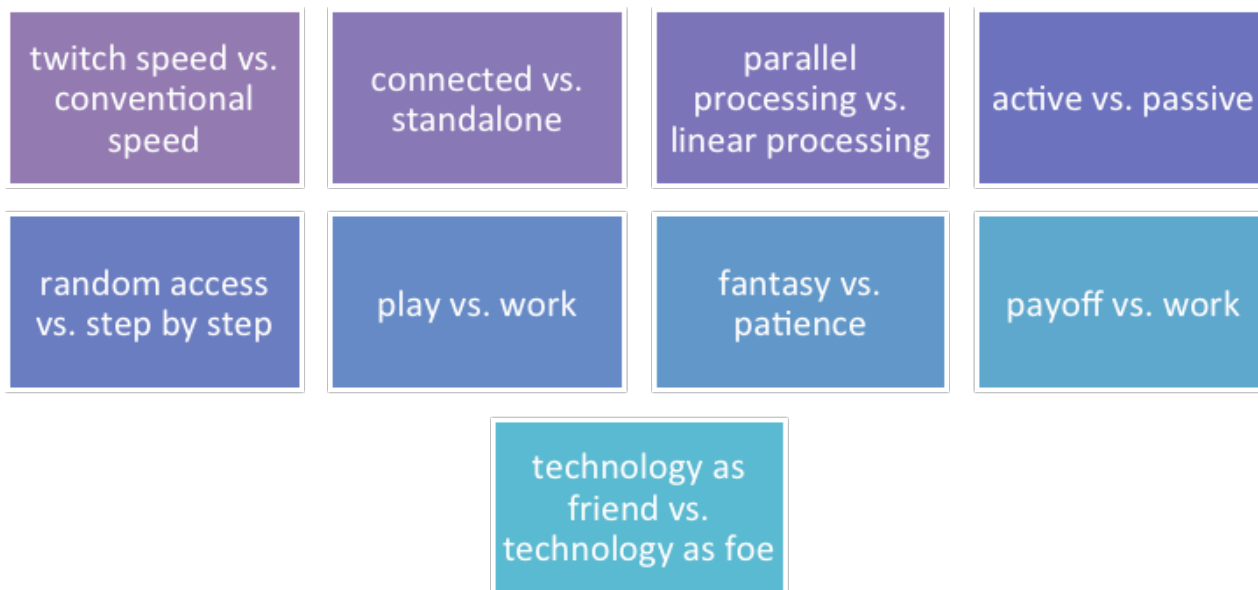 twitch speed vs.
conventional
speed
connected vs.
standalone
parallel
processing vs.
linear processing
active vs. passive
random access
vs. step by step
play vs. work
fantasy vs.
patience
payoff vs. work
technology as
friend vs.
technology as foe